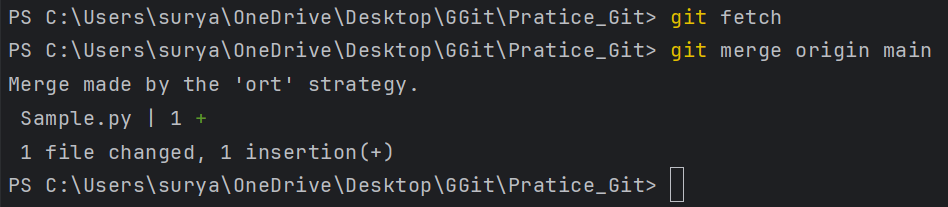 PS C:\Users\surya\OneDrive\Desktop\GGit\Pratice_Git> git fetch
PS C:\Users\surya\OneDrive\Desktop\GGit\Pratice_Git> git merge origin main
Merge made by the 'ort' strategy.
 Sample.py | 1 +
 1 file changed, 1 insertion(+)
PS C:\Users\surya\OneDrive\Desktop\GGit\Pratice_Git>